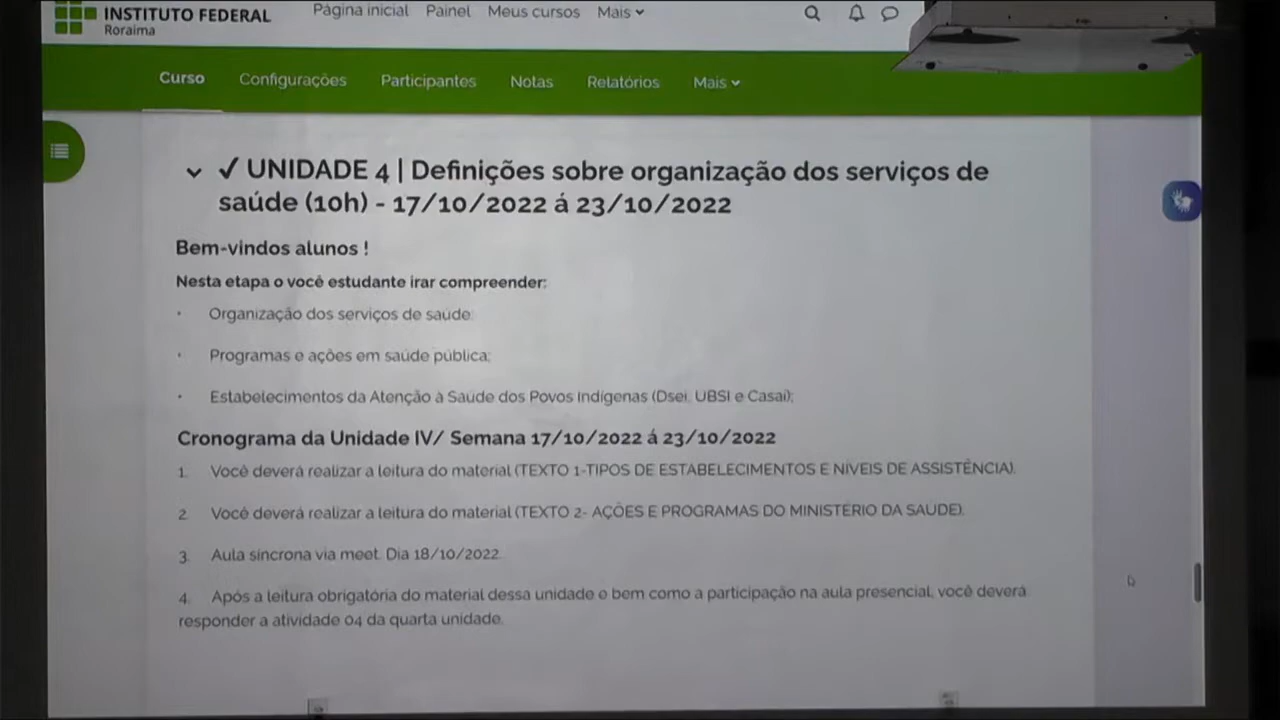 INSTITUTO FEDERAL
Roraima
Página inicial Painel Meus cursos Mais
Curso Configurações Participantes Notas Relatórios Mais
✓ UNIDADE 4 | Definições sobre organização dos serviços de
saúde (10h) - 17/10/2022 á 23/10/2022
Bem-vindos alunos !
Nesta etapa o você estudante irar compreender:
• Organização dos serviços de saúde;
• Programas e ações em saúde pública;
• Estabelecimentos da Atenção à Saúde dos Povos Indígenas (Dsei, UBSI e Casai);
Cronograma da Unidade IV/ Semana 17/10/2022 á 23/10/2022
1. Você deverá realizar a leitura do material (TEXTO 1-TIPOS DE ESTABELECIMENTOS E NÍVEIS DE ASSISTÊNCIA).
2. Você deverá realizar a leitura do material (TEXTO 2- AÇÕES E PROGRAMAS DO MINISTÉRIO DA SAÚDE).
3. Aula síncrona via meet. Dia 18/10/2022.
4. Após a leitura obrigatória do material dessa unidade e bem como a participação na aula presencial, você deverá
responder a atividade 04 da quarta unidade.